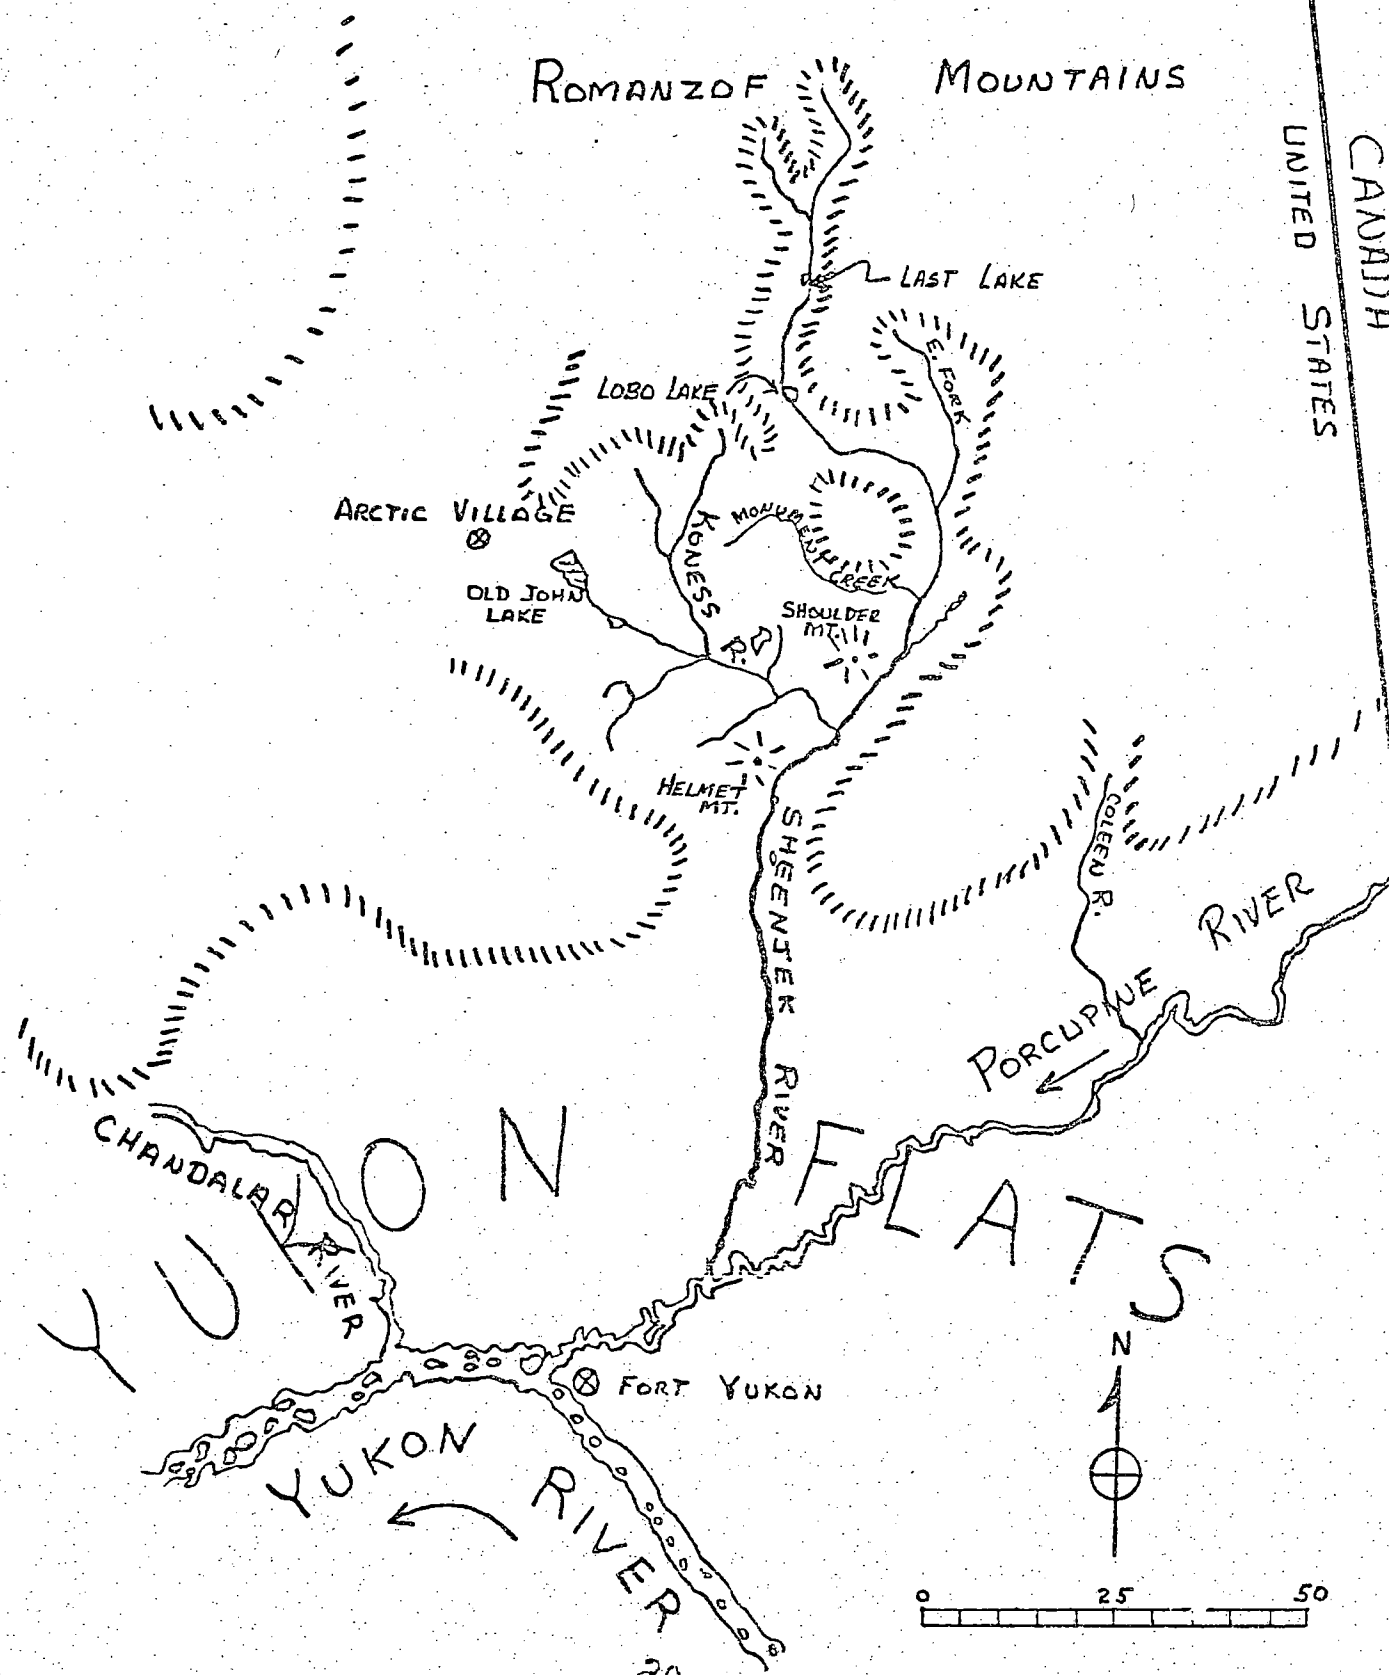 ROMANZOF MOUNTAINS
CANADA
UNITED STATES
LAST LAKE
E. FORK
LOBO LAKE
ARCTIC VILLAGE
KONESS R.
MONUMENT CREEK
OLD JOHN
LAKE
SHOULDER
MT.
HELMET
MT.
SHEENJEK RIVER
COLEEN R.
PORCUPINE RIVER
CHANDALAR RIVER
YUKON FLATS
FORT YUKON
YUKON RIVER
N
0 25 50
20